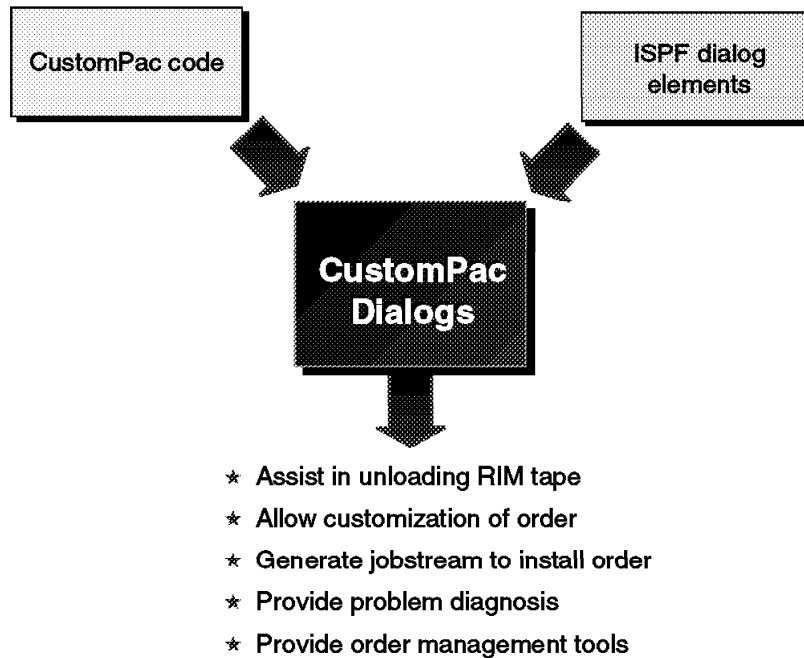 CustomPac code
ISPF dialog
elements
CustomPac
Dialogs
★ Assist in unloading RIM tape
★ Allow customization of order
★ Generate jobstream to install order
★ Provide problem diagnosis
★ Provide order management tools